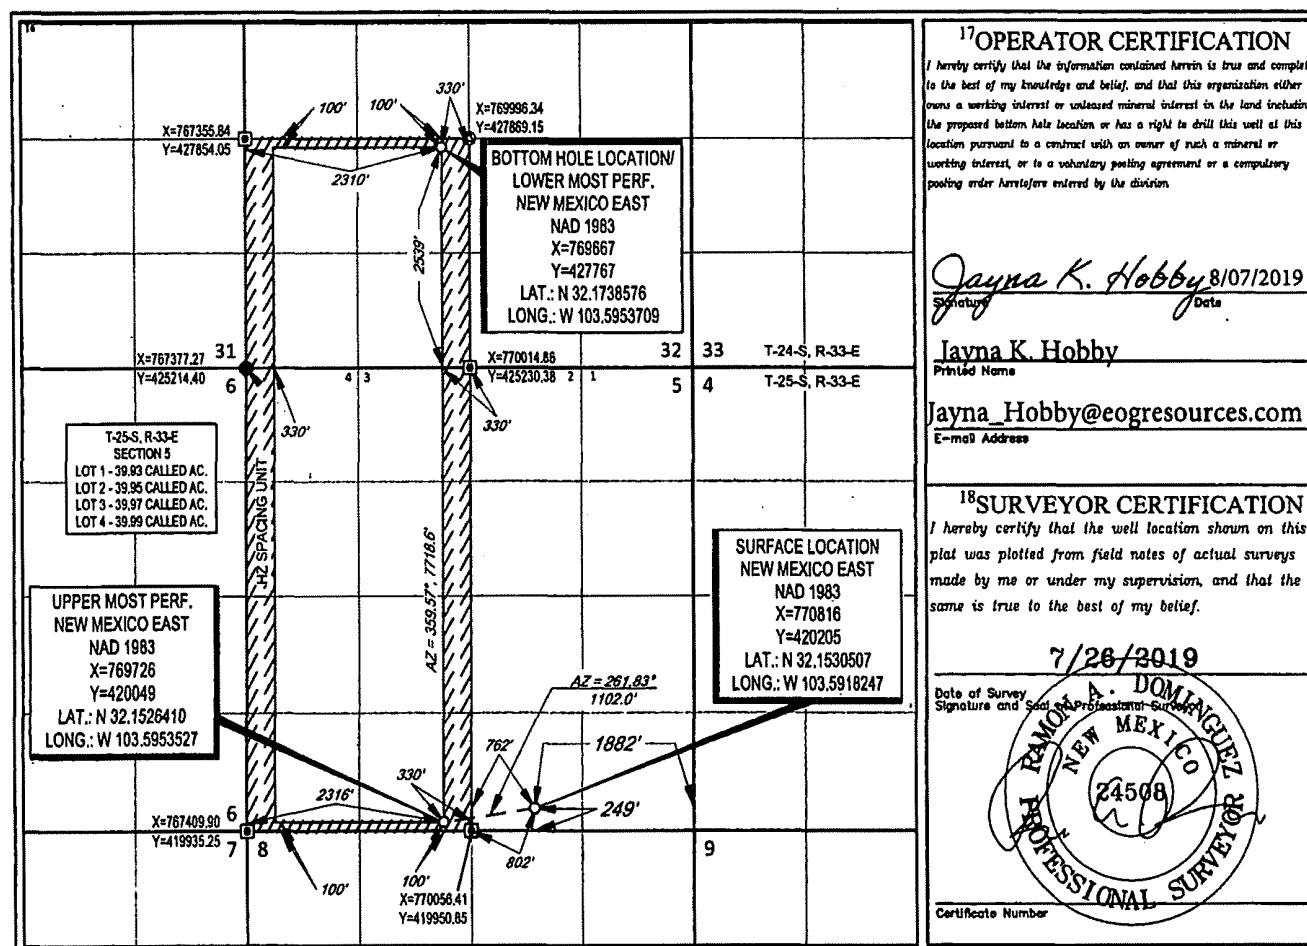 16
100'
100'
330'
X=769996.34
Y=427869.15
X=767355.84
Y=427854.05
2310'
BOTTOM HOLE LOCATION/
LOWER MOST PERF.
NEW MEXICO EAST
NAD 1983
X=769667
Y=427767
LAT.: N 32.1738576
LONG.: W 103.5953709
2539'
X=767377.27
Y=425214.40
31
6
4
3
X=770014.86
Y=425230.38
2
1
32
33
T-24-S, R-33-E
5
4
T-25-S, R-33-E
330'
330'
T-25-S, R-33-E
SECTION 5
LOT 1 - 39.93 CALLED AC.
LOT 2 - 39.95 CALLED AC.
LOT 3 - 39.97 CALLED AC.
LOT 4 - 39.99 CALLED AC.
HZ SPACING UNIT
AZ = 359.57°, 7718.6'
UPPER MOST PERF.
NEW MEXICO EAST
NAD 1983
X=769726
Y=420049
LAT.: N 32.1526410
LONG.: W 103.5953527
SURFACE LOCATION
NEW MEXICO EAST
NAD 1983
X=770816
Y=420205
LAT.: N 32.1530507
LONG.: W 103.5918247
AZ = 261.83°
1102.0'
762'
1882'
330'
2316'
249'
X=767409.90
Y=419935.25
6
7
8
9
802'
100'
100'
X=770056.41
Y=419950.85
17OPERATOR CERTIFICATION
I hereby certify that the information contained herein is true and complet
to the best of my knowledge and belief, and that this organization either
owns a working interest or unleased mineral interest in the land includin
the proposed bottom hole location or has a right to drill this well at this
location pursuant to a contract with an owner of such a mineral or
working interest, or to a voluntary pooling agreement or a compulsory
pooling order heretofore entered by the division
Jayna K. Hobby 8/07/2019
Signature Date
Jayna K. Hobby
Printed Name
Jayna_Hobby@eogresources.com
E-mail Address
18SURVEYOR CERTIFICATION
I hereby certify that the well location shown on this
plat was plotted from field notes of actual surveys
made by me or under my supervision, and that the
same is true to the best of my belief.
7/26/2019
Date of Survey
Signature and Seal of Professional Surveyor
RAMON A. DOMINGUEZ
NEW MEXICO
24508
PROFESSIONAL SURVEYOR
Certificate Number